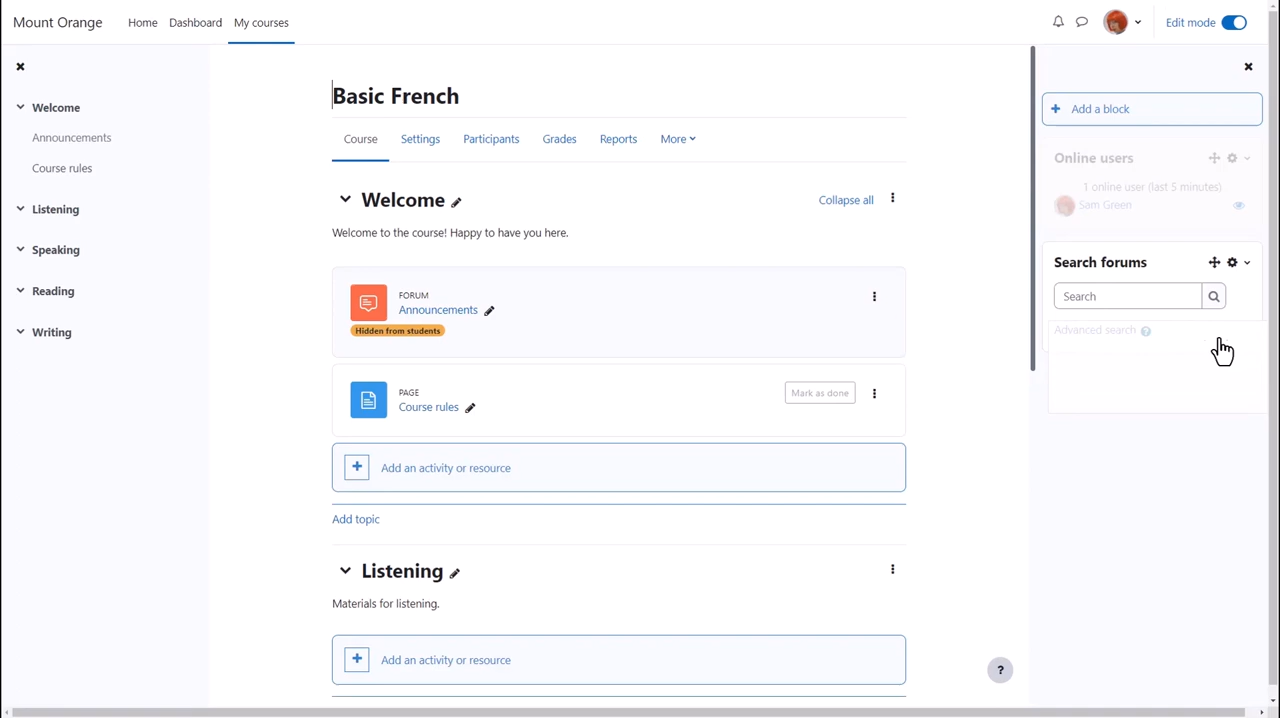 Mount Orange Home Dashboard My courses Edit mode
Welcome
Announcements
Course rules
Listening
Speaking
Reading
Writing
Basic French
Course Settings Participants Grades Reports More
Welcome Collapse all
Welcome to the course! Happy to have you here.
FORUM
Announcements
Hidden from students
PAGE
Course rules Mark as done
+ Add an activity or resource
Add topic
Listening
Materials for listening.
+ Add an activity or resource
?
+ Add a block
Online users
1 online user (last 5 minutes)
Sam Green
Search forums
Search
Advanced search ?